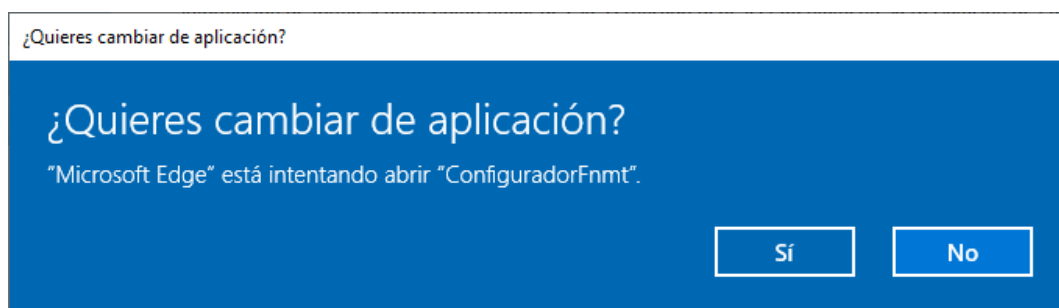 ¿Quieres cambiar de aplicación?
¿Quieres cambiar de aplicación?
"Microsoft Edge" está intentando abrir "ConfiguradorFnmt".
Sí No